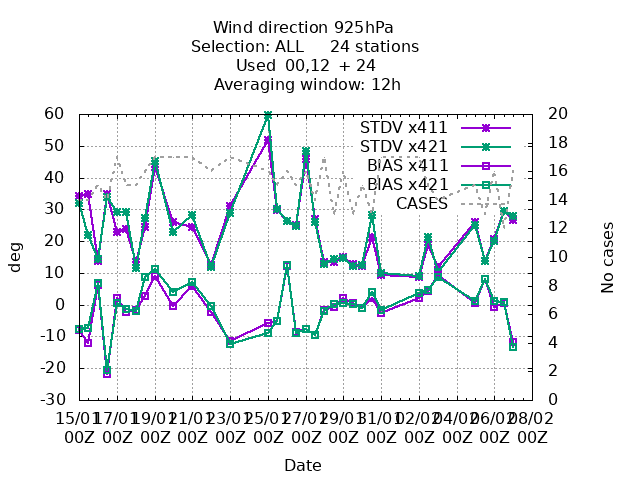 Wind direction 925hPa
Selection: ALL 24 stations
Used 00,12 + 24
Averaging window: 12h
60 20
50 18
40 16
30 14
20 12
10 10
0 8
-10 6
-20 4
-30 2
0
deg
No cases
STDV x411
STDV x421
BIAS x411
BIAS x421
CASES
15/01 17/01 19/01 21/01 23/01 25/01 27/01 29/01 31/01 02/02 04/02 06/02 08/02
00Z 00Z 00Z 00Z 00Z 00Z 00Z 00Z 00Z 00Z 00Z 00Z 00Z
Date